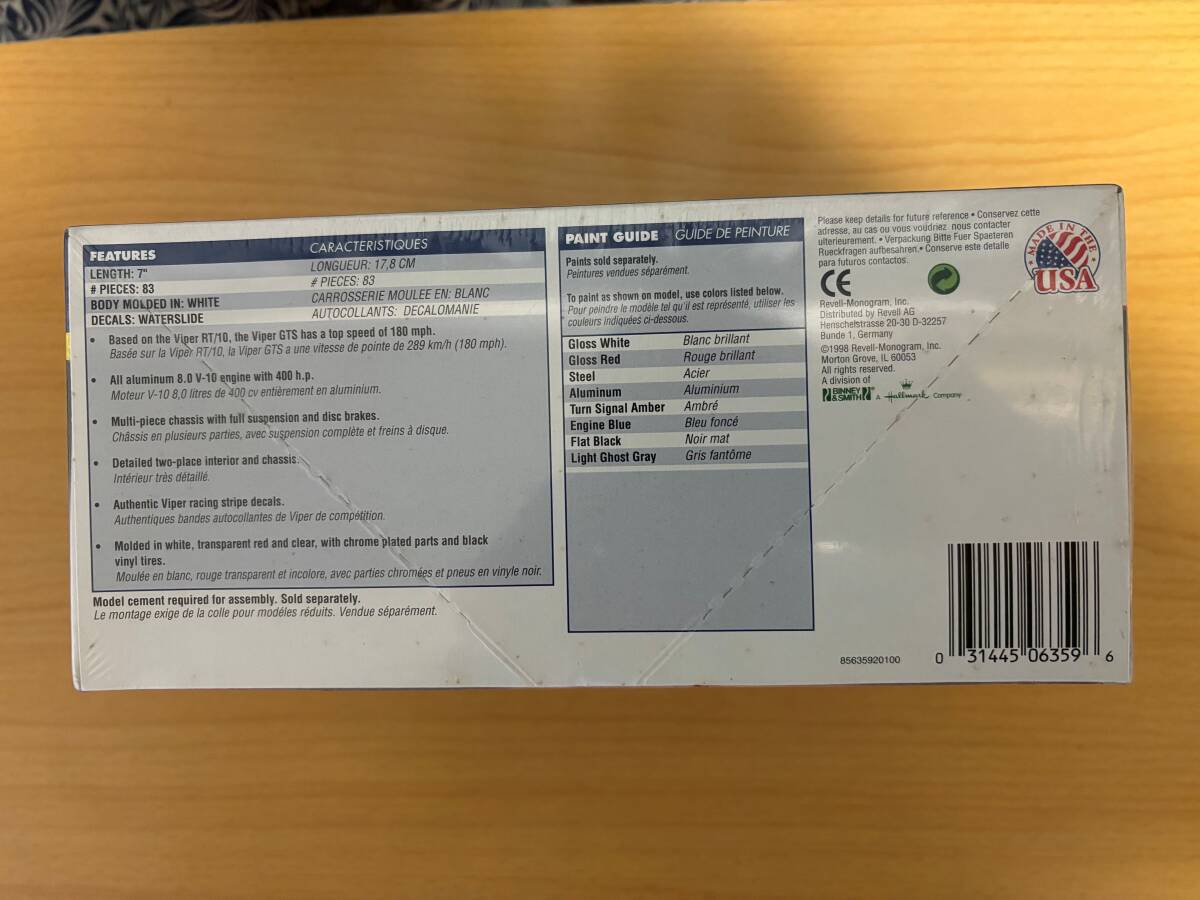 FEATURES CARACTERISTIQUES
LENGTH: 7" LONGUEUR: 17,8 CM
# PIECES: 83 # PIECES: 83
BODY MOLDED IN: WHITE CARROSSERIE MOULEE EN: BLANC
DECALS: WATERSLIDE AUTOCOLLANTS: DECALOMANIE
• Based on the Viper RT/10, the Viper GTS has a top speed of 180 mph.
Basée sur la Viper RT/10, la Viper GTS a une vitesse de pointe de 289 km/h (180 mph).
• All aluminum 8.0 V-10 engine with 400 h.p.
Moteur V-10 8,0 litres de 400 cv entièrement en aluminium.
• Multi-piece chassis with full suspension and disc brakes.
Châssis en plusieurs parties, avec suspension complète et freins à disque.
• Detailed two-place interior and chassis.
Intérieur très détaillé.
• Authentic Viper racing stripe decals.
Authentiques bandes autocollantes de Viper de compétition.
• Molded in white, transparent red and clear, with chrome plated parts and black
vinyl tires.
Moulée en blanc, rouge transparent et incolore, avec parties chromées et pneus en vinyle noir.
Model cement required for assembly. Sold separately.
Le montage exige de la colle pour modéles réduits. Vendue séparément.
PAINT GUIDE GUIDE DE PEINTURE
Paints sold separately.
Peintures vendues séparément.
To paint as shown on model, use colors listed below.
Pour peindre le modèle tel qu'il est représenté, utiliser les
couleurs indiquées ci-dessous.
Gloss White Blanc brillant
Gloss Red Rouge brillant
Steel Acier
Aluminum Aluminium
Turn Signal Amber Ambré
Engine Blue Bleu foncé
Flat Black Noir mat
Light Ghost Gray Gris fantôme
Please keep details for future reference • Conservez cette
adresse, au cas ou vous voudriez nous contacter
ulterieurement. • Verpackung Bitte Fuer Spaeteren
Rueckfragen aufbesahren. • Conserve este detalle
para futuros contactos.
MADE IN THE
USA
CE
Revell-Monogram, Inc.
Distributed by Revell AG
Henschelstrasse 20-30 D-32257
Bunde 1, Germany
©1998 Revell-Monogram, Inc.
Morton Grove, IL 60053
All rights reserved.
A division of
BINNEY
&SMITH A Hallmark Company
85635920100
0 31445 06359 6